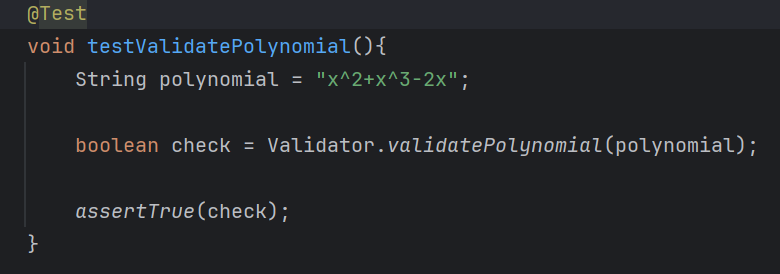 @Test
void testValidatePolynomial(){
String polynomial = "x^2+x^3-2x";
boolean check = Validator.validatePolynomial(polynomial);
assertTrue(check);
}